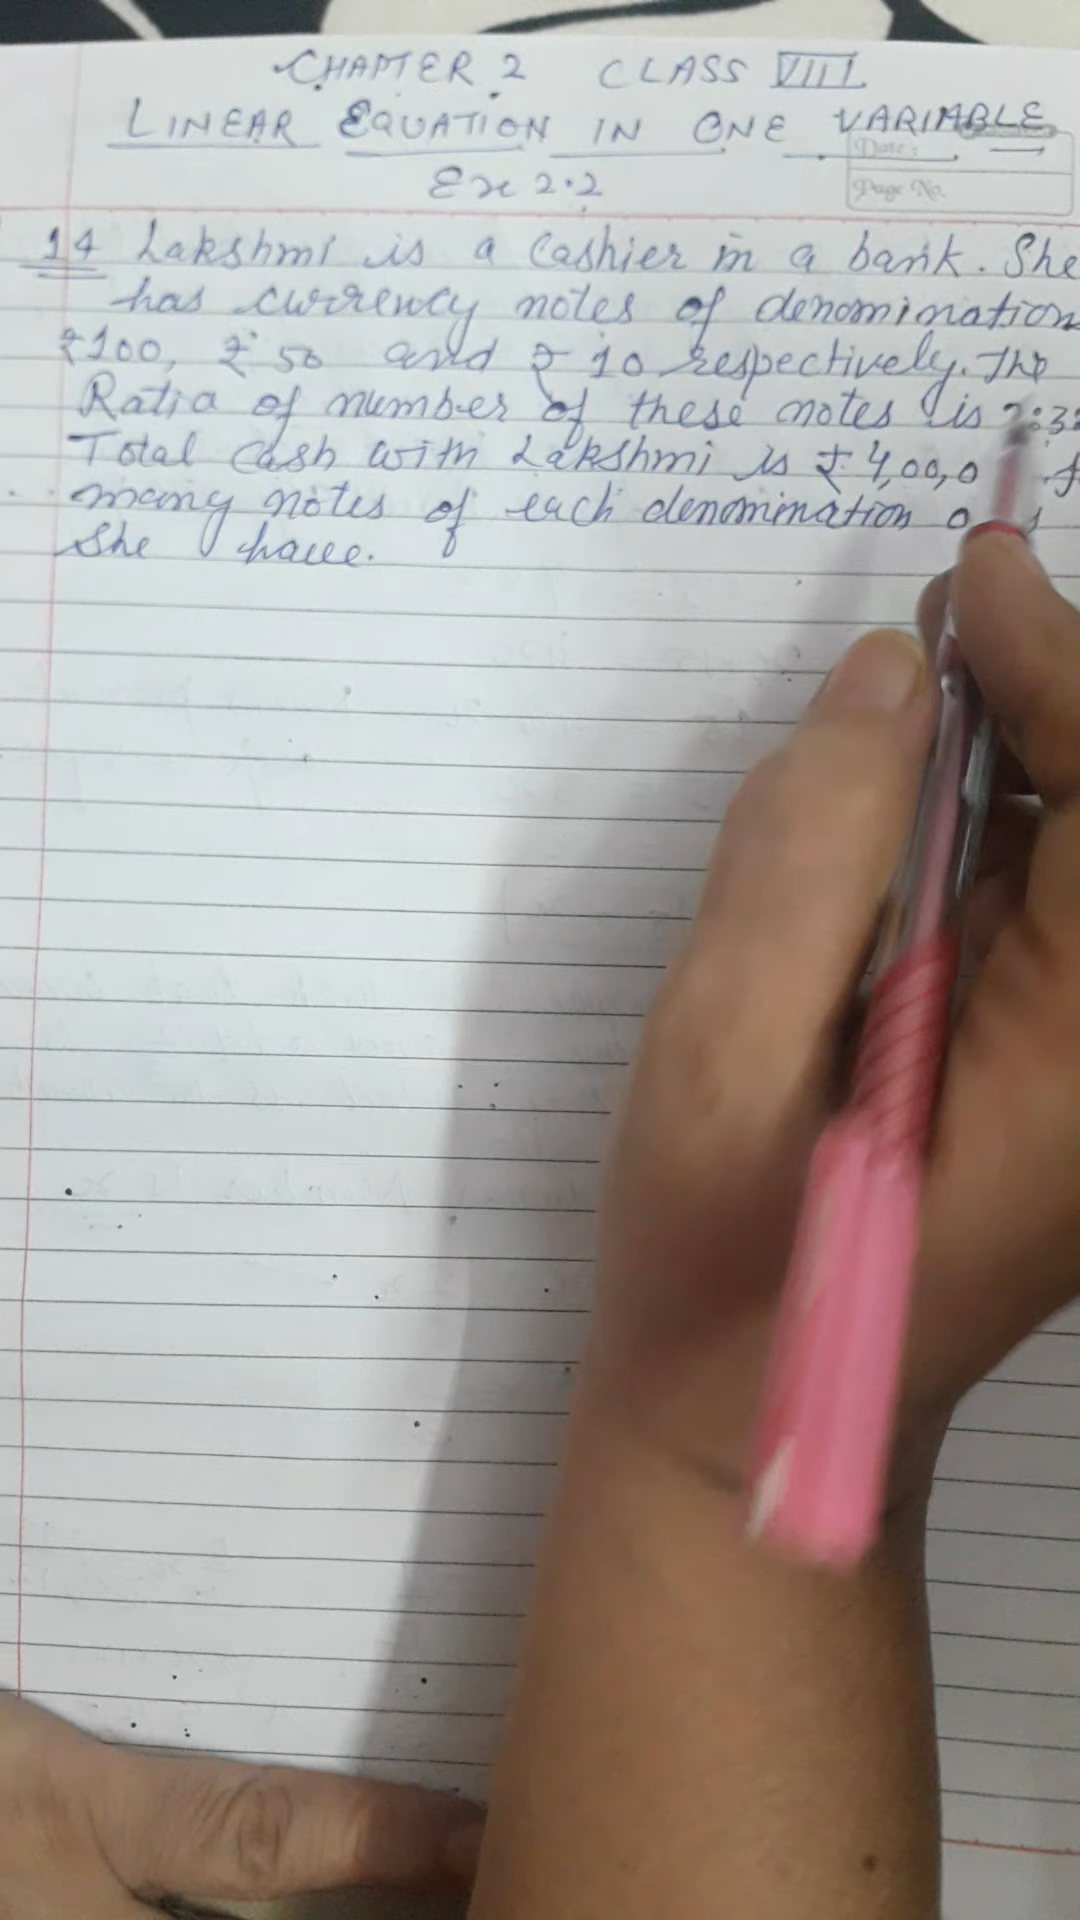 CHAPTER 2 CLASS VIII
LINEAR EQUATION IN ONE VARIABLE
Date :
Page No.
Ex 2.2
14 Lakshmi is a Cashier in a bank. She
has currency notes of denomination
₹100, ₹ 50 and ₹ 10 respectively. The
Ratio of number of these notes is 2:3:
Total Cash with Lakshmi is ₹ 4,00,0
many notes of each denomination
She have.